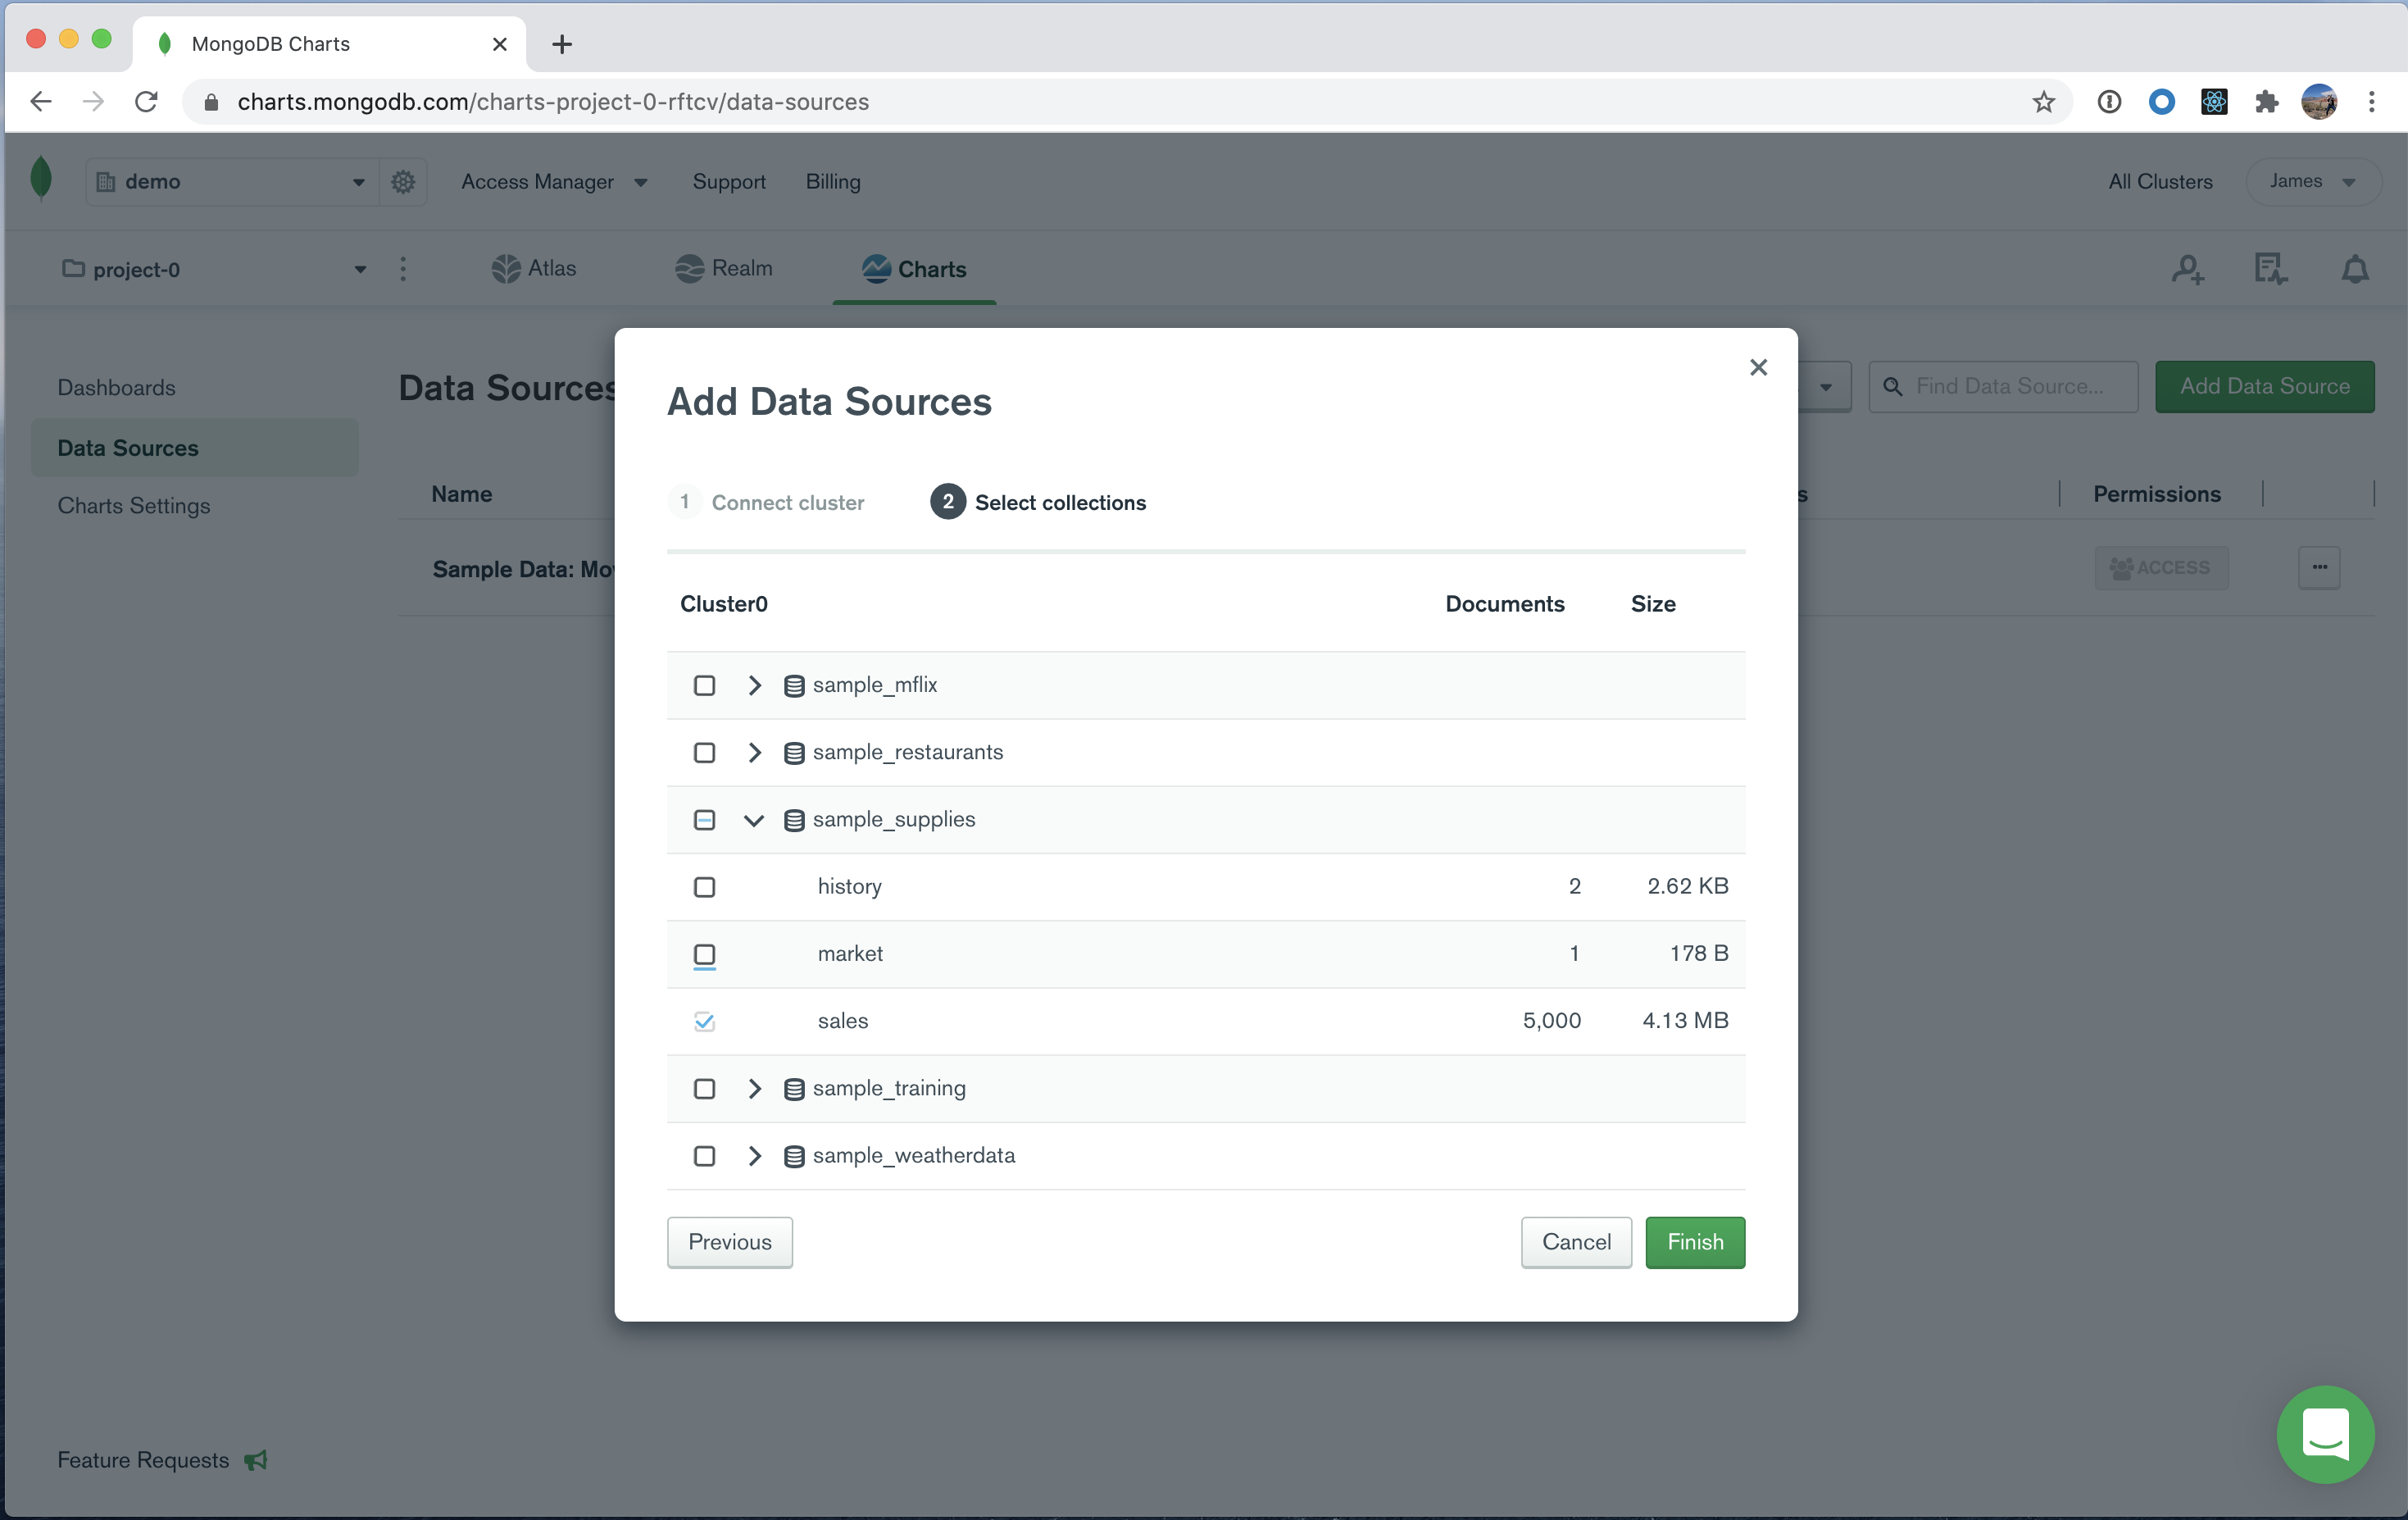 MongoDB Charts
charts.mongodb.com/charts-project-0-rftcv/data-sources
demo
Access Manager
Support
Billing
All Clusters
James
project-0
Atlas
Realm
Charts
Dashboards
Data Sources
Charts Settings
Data Sources
Find Data Source...
Add Data Source
Name
Permissions
Sample Data:
ACCESS
Add Data Sources
1 Connect cluster
2 Select collections
Cluster0 Documents Size
sample_mflix
sample_restaurants
sample_supplies
history 2 2.62 KB
market 1 178 B
sales 5,000 4.13 MB
sample_training
sample_weatherdata
Previous
Cancel
Finish
Feature Requests